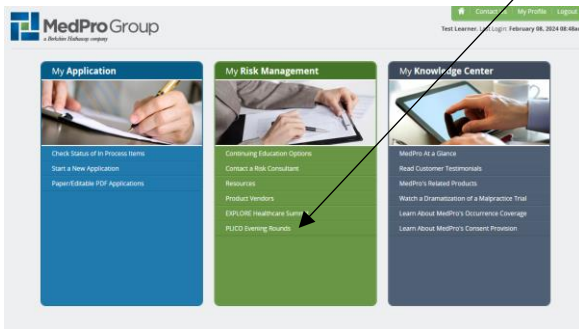 Contact Us My Profile Logout
MedPro Group
a Berkshire Hathaway company
Test Learner, Last Login: February 08, 2024 08:48am
My Application
My Risk Management
My Knowledge Center
Check Status of In Process Items
Start a New Application
Paper/Editable PDF Applications
Continuing Education Options
Contact a Risk Consultant
Resources
Product Vendors
EXPLORE Healthcare
PLICO Evening Rounds
MedPro At a Glance
Read Customer Testimonials
MedPro's Related Products
Watch a Dramatization of a Malpractice Trial
Learn About MedPro's Occurrence Coverage
Learn About MedPro's Consent Provision